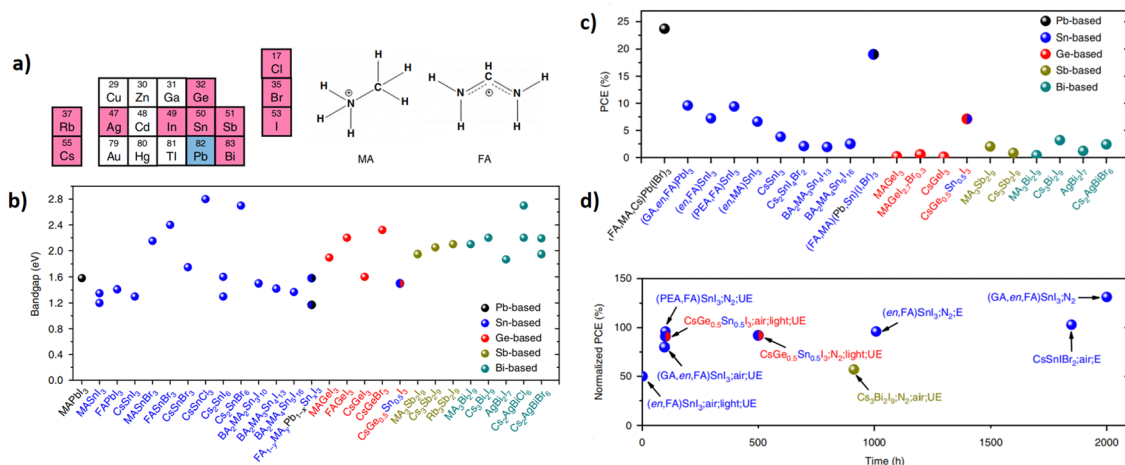 a)
29 30 31 32
Cu Zn Ga Ge
37 47 48 49 50 51
Rb Ag Cd In Sn Sb
55 79 80 81 82 83
Cs Au Hg Tl Pb Bi
17
Cl
35
Br
53
I
H
H
C
H
⊕
N
H
H
H
MA
H
C
H
N
⊕
N
H
H
H
FA
b)
Bandgap (eV)
2.8
2.4
2.0
1.6
1.2
0.8
0.4
0.0
Pb-based
Sn-based
Ge-based
Sb-based
Bi-based
MAPbI₃
MASnI₃
FAPbI₃
CsSnI₃
MASnBr₃
FASnBr₃
CsSnBr₃
CsSnCl₃
Cs₂SnI₆
Cs₂SnBr₆
BA₂MA₂Sn₃I₁₀
BA₂MA₃Sn₄I₁₃
BA₂MA₄Sn₅I₁₆
FA₁₋yMAyPb₁₋ₓSnₓI₃
MAGeI₃
FAGeI₃
CsGeI₃
CsGeBr₃
CsGe₀.₅Sn₀.₅I₃
MA₃Sb₂I₉
Cs₃Sb₂I₉
Rb₃Sb₂I₉
MA₃Bi₂I₉
Cs₃Bi₂I₉
AgBi₂I₇
Cs₂AgBiCl₆
Cs₂AgBiBr₆
c)
PCE (%)
25
20
15
10
5
0
Pb-based
Sn-based
Ge-based
Sb-based
Bi-based
(FA,MA,Cs)Pb(IBr)₃
(GA,en,FA)PbI₃
(en,FA)SnI₃
(PEA,FA)SnI₃
(en,MA)SnI₃
CsSnI₃
Cs₂SnI₄Br₂
BA₂MA₃Sn₄I₁₃
BA₂MA₄Sn₅I₁₆
(FA,MA)(Pb,Sn)(I.Br)₃
MAGeI₃
MAGeI₂.₇Br₀.₃
CsGeI₃
CsGe₀.₅Sn₀.₅I₃
MA₃Sb₂I₉
Cs₃Sb₂I₉
MA₃Bi₂I₉
Cs₃Bi₂I₉
AgBi₂I₇
Cs₂AgBiBr₆
d)
Normalized PCE (%)
150
100
50
0
(PEA,FA)SnI₃;N₂;UE
CsGe₀.₅Sn₀.₅I₃;air;light;UE
(GA,en,FA)SnI₃;air;UE
(en,FA)SnI₃;air;light;UE
CsGe₀.₅Sn₀.₅I₃;N₂;light;UE
(en,FA)SnI₃;N₂;E
Cs₃Bi₂I₉;N₂;air;UE
(GA,en,FA)SnI₃;N₂
CsSnIBr₂;air;E
0 500 1000 1500 2000
Time (h)